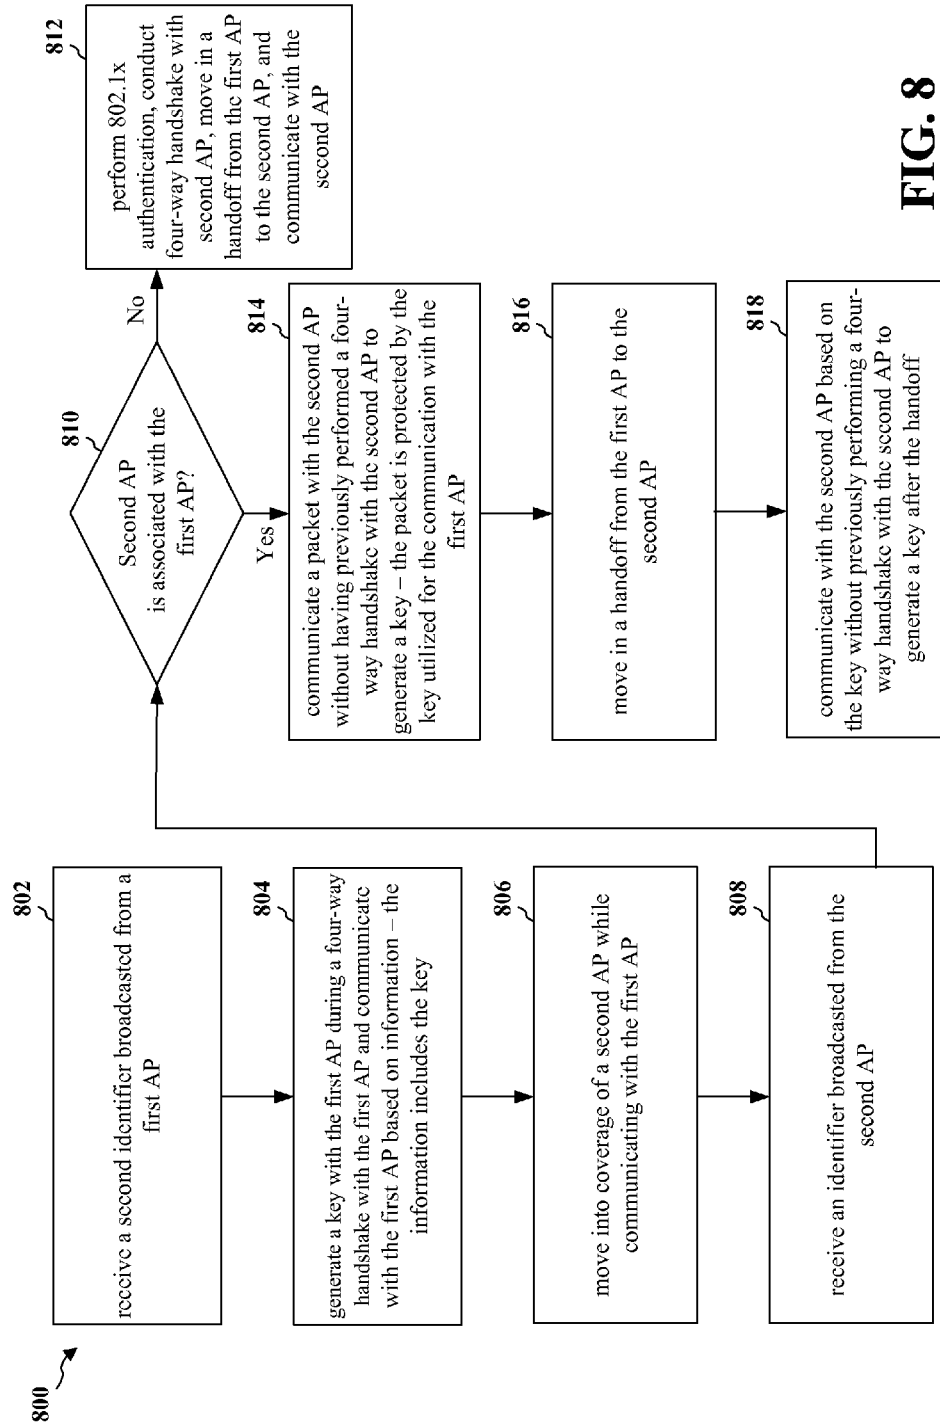 800
802
receive a second identifier broadcasted from a
first AP
804
generate a key with the first AP during a four-way
handshake with the first AP and communicate
with the first AP based on information – the
information includes the key
806
move into coverage of a second AP while
communicating with the first AP
808
receive an identifier broadcasted from the
second AP
810
Second AP
is associated with the
first AP?
No
Yes
812
perform 802.1x
authentication, conduct
four-way handshake with
second AP, move in a
handoff from the first AP
to the second AP, and
communicate with the
second AP
814
communicate a packet with the second AP
without having previously performed a four-
way handshake with the second AP to
generate a key – the packet is protected by the
key utilized for the communication with the
first AP
816
move in a handoff from the first AP to the
second AP
818
communicate with the second AP based on
the key without previously performing a four-
way handshake with the second AP to
generate a key after the handoff
FIG. 8